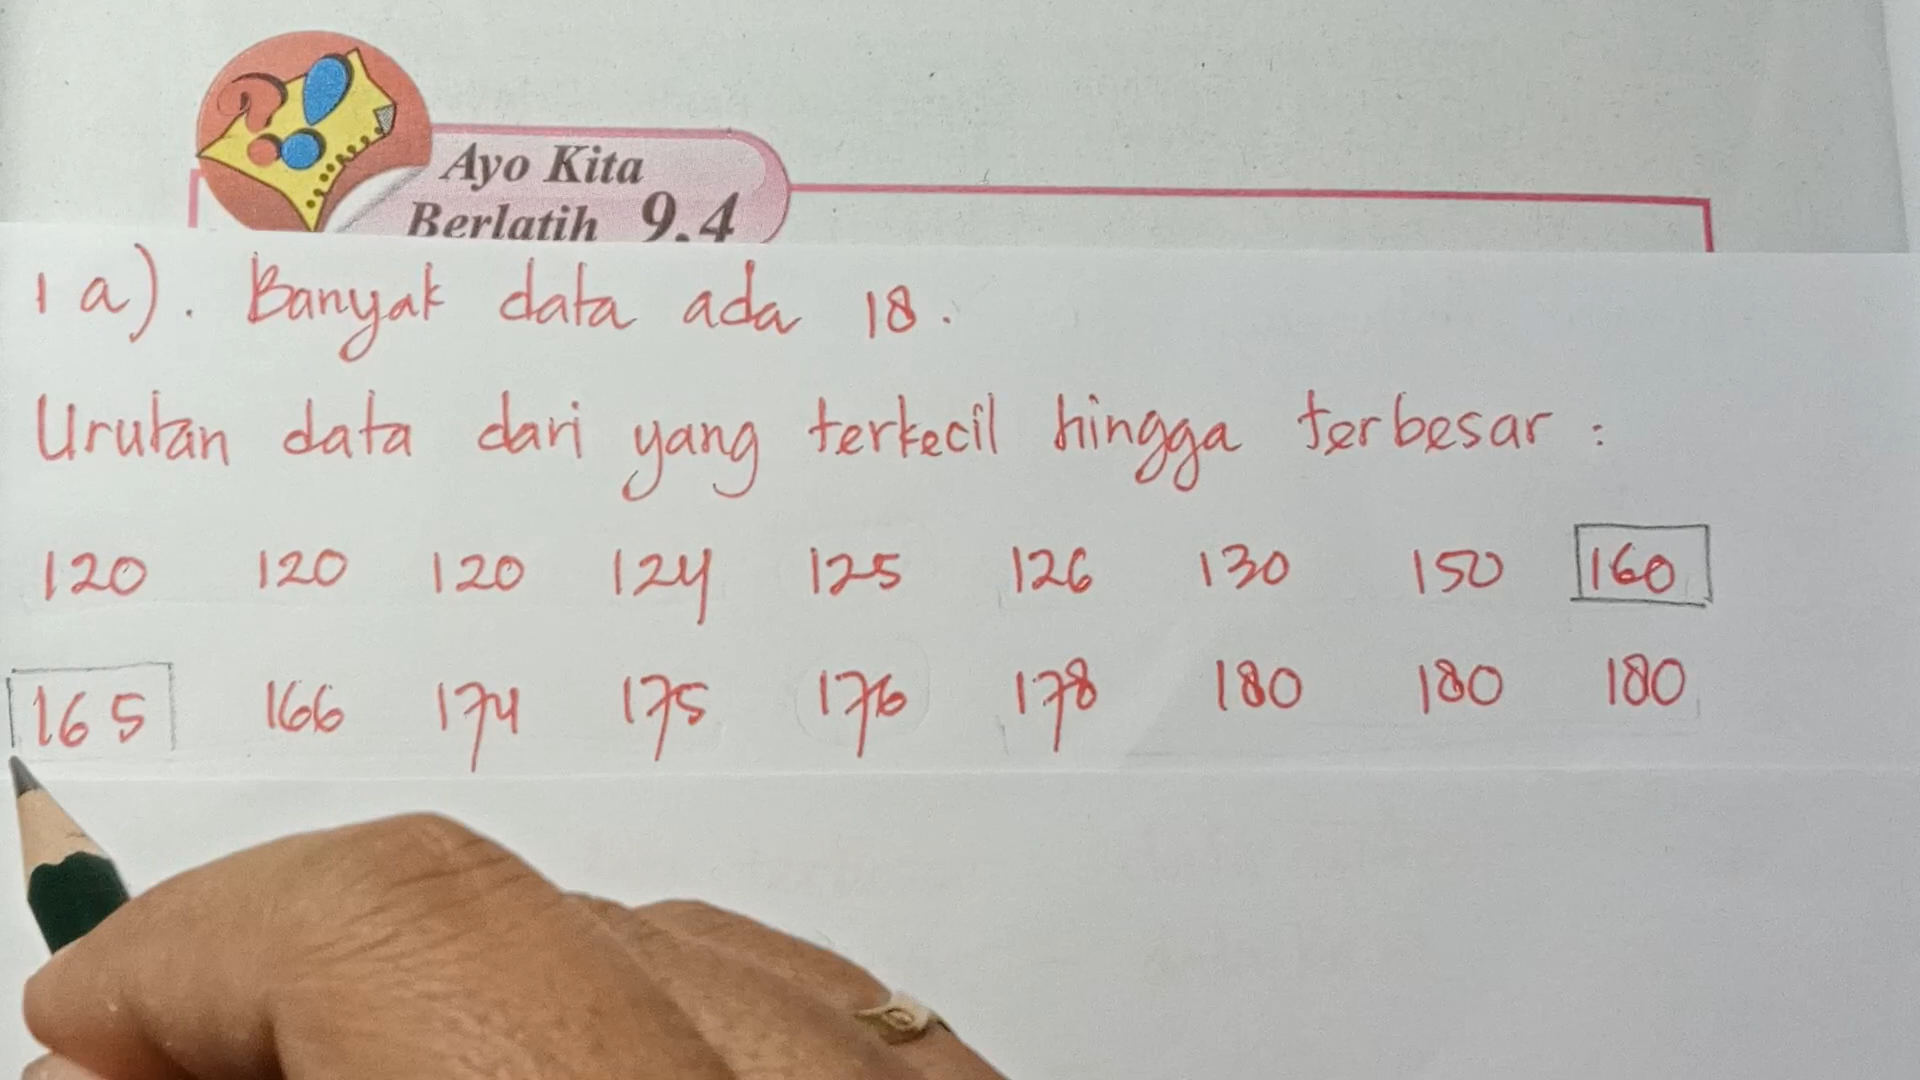 Ayo Kita
Berlatih 9.4
1 a). Banyak data ada 18.
Urutan data dari yang terkecil hingga terbesar :
120 120 120 124 125 126 130 150 160
165 166 174 175 176 178 180 180 180